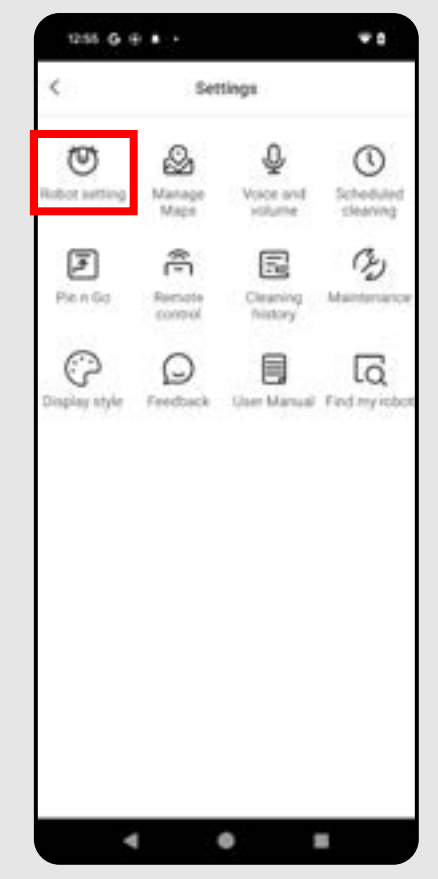 12:55 G
Settings
Robot setting
Manage
Maps
Voice and
volume
Scheduled
cleaning
Pin n Go
Remote
control
Cleaning
history
Maintenance
Display style
Feedback
User Manual
Find my robot